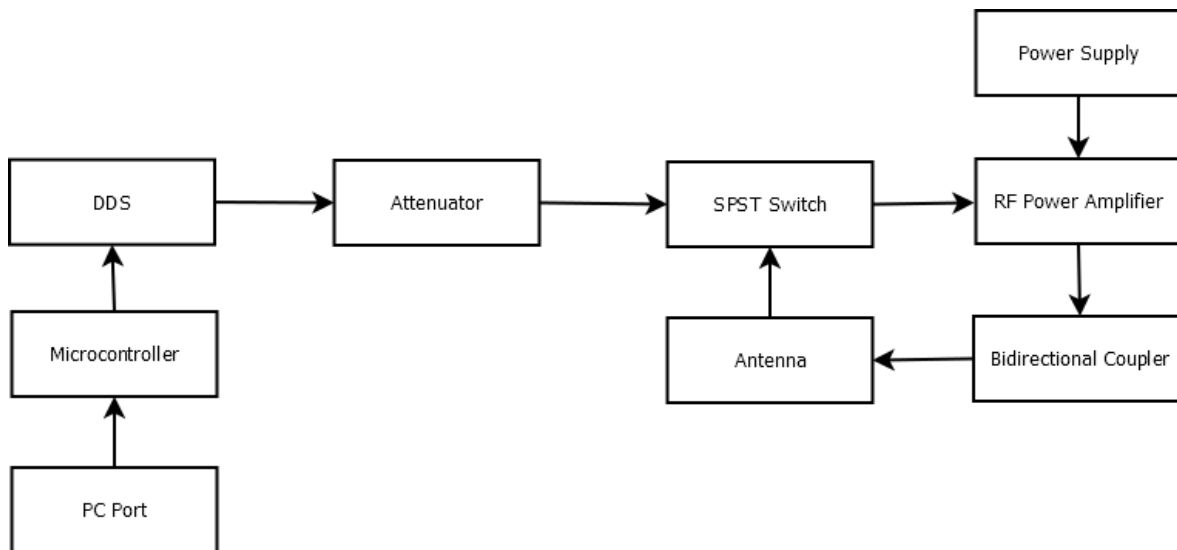 Power Supply
DDS
Attenuator
SPST Switch
RF Power Amplifier
Microcontroller
Antenna
Bidirectional Coupler
PC Port